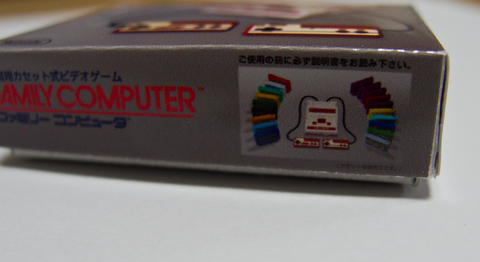 ご使用の前に必ず説明書をお読み下さい。
用カセット式ビデオゲーム
FAMILY COMPUTER™
ファミリー コンピュータ